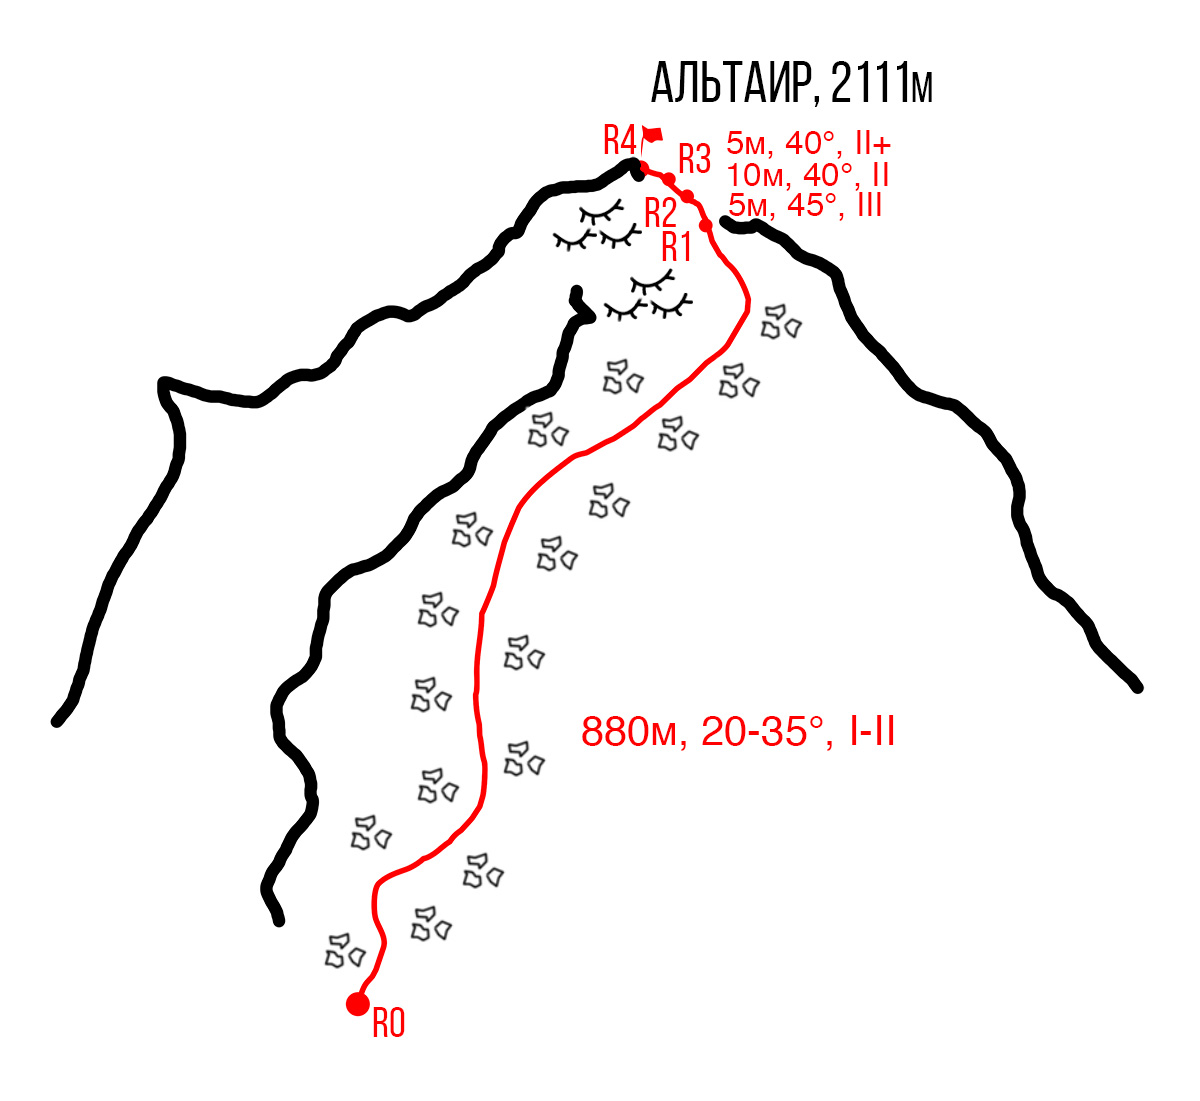 АЛЬТАИР, 2111м
R4
R3
5м, 40°, II+
10м, 40°, II
R2
5м, 45°, III
R1
880м, 20-35°, I-II
R0